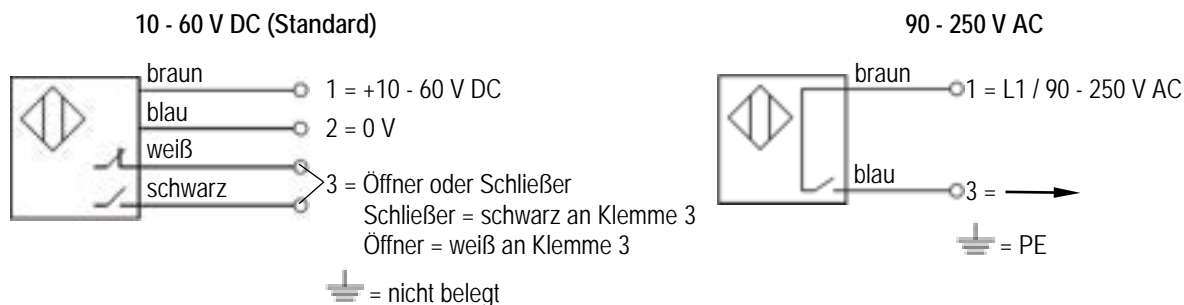 10 - 60 V DC (Standard)
braun
1 = +10 - 60 V DC
blau
2 = 0 V
weiß
schwarz
3 = Öffner oder Schließer
Schließer = schwarz an Klemme 3
Öffner = weiß an Klemme 3
= nicht belegt
90 - 250 V AC
braun
1 = L1 / 90 - 250 V AC
blau
3 =
= PE